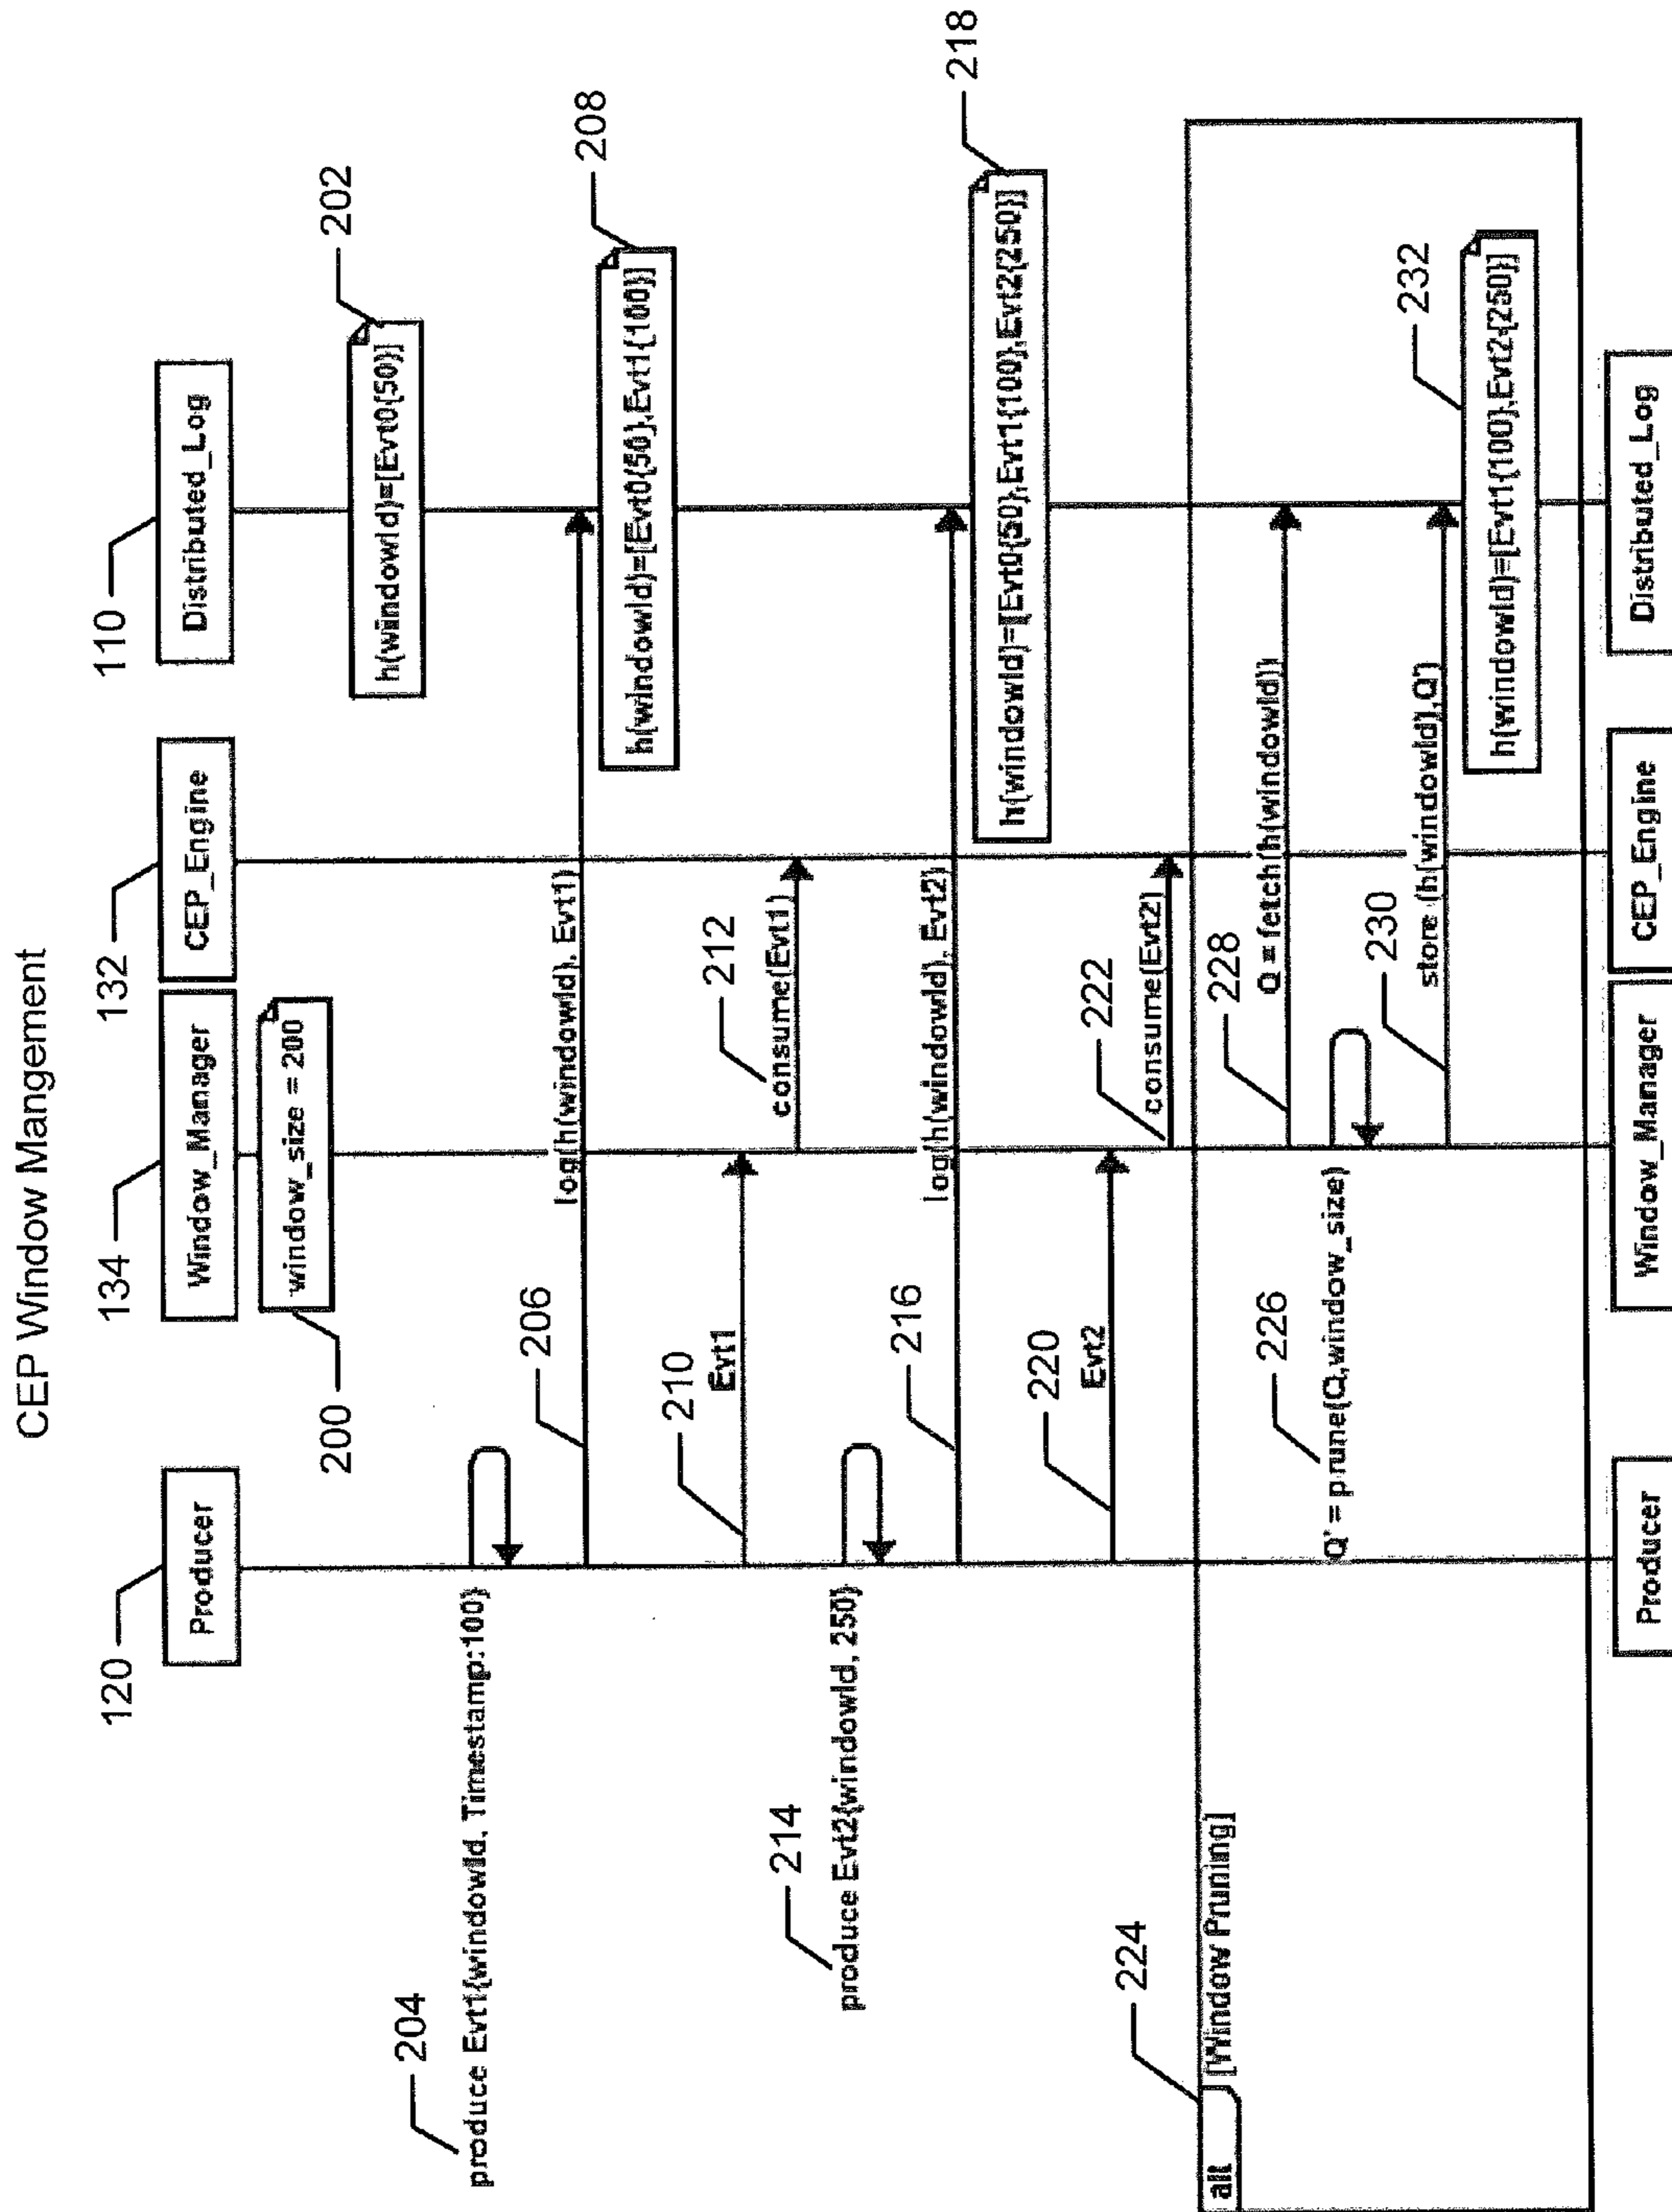 CEP Window Mangement
120
134
132
110
Producer
Window_Manager
CEP_Engine
Distributed_Log
window_size = 200
200
202
h(windowId)=[Evt0{50}]
204
produce Evt1{windowId, Timestamp:100}
206
log(h(windowId), Evt1)
208
h(windowId)=[Evt0{50},Evt1{100}]
210
Evt1
212
consume(Evt1)
214
produce Evt2{windowId, 250}
216
log(h(windowId), Evt2)
218
h(windowId)=[Evt0{50},Evt1{100},Evt2{250}]
220
Evt2
222
consume(Evt2)
224
alt
[Window Pruning]
228
Q = fetch(h(windowId))
226
Q' = prune(Q,window_size)
230
store (h(windowId),Q')
232
h(windowId)=[Evt1{100},Evt2{250}]
Producer
Window_Manager
CEP_Engine
Distributed_Log